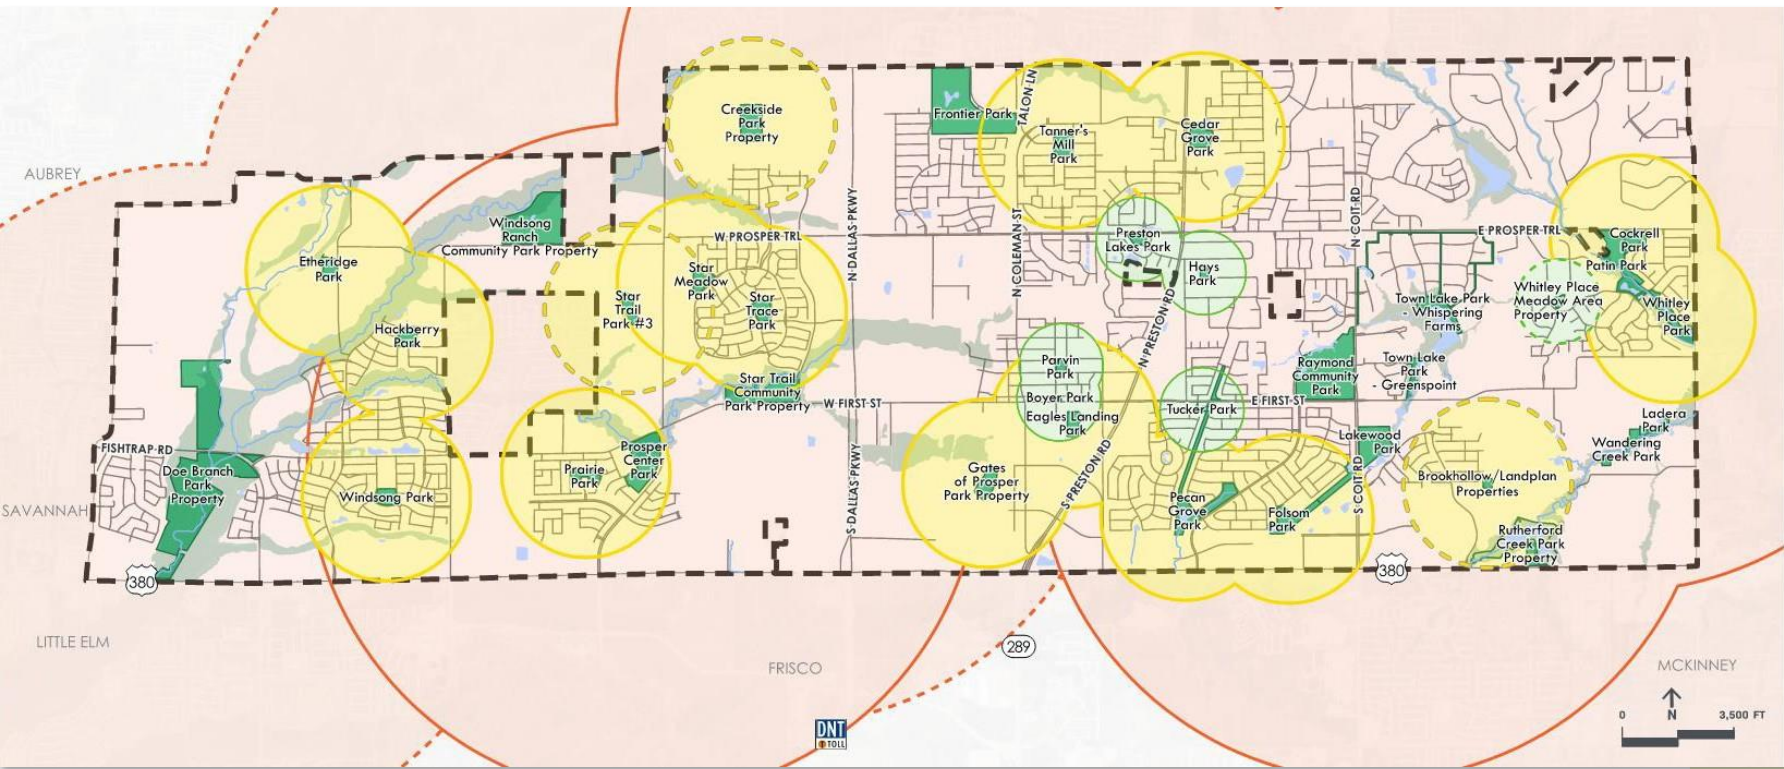 AUBREY
SAVANNAH
LITTLE ELM
FRISCO
MCKINNEY
Creekside
Park
Property
Frontier Park
TALON LN
Tanner's
Mill
Park
Cedar
Grove
Park
Windsong
Ranch
Community Park Property
Etheridge
Park
Hackberry
Park
Star
Trail
Park #3
Star
Meadow
Park
Star
Trace
Park
W PROSPER TRL
N DALLAS PKWY
N COLEMAN ST
Preston
Lakes Park
Hays
Park
N COIT RD
E PROSPER TRL
Cockrell
Park
Patin Park
Whitley Place
Meadow Area
Property
Whitley
Place
Park
Town Lake Park
- Whispering
Farms
Town Lake
Park
- Greenspoint
Raymond
Community
Park
N PRESTON RD
Parvin
Park
Boyer Park
Eagles Landing
Park
Tucker Park
E FIRST ST
Star Trail
Community
Park Property
W FIRST ST
FISHTRAP RD
Doe Branch
Park
Property
Windsong Park
Prairie
Park
Prosper
Center
Park
S DALLAS PKWY
Gates
of Prosper
Park Property
S PRESTON RD
Pecan
Grove
Park
Folsom
Park
S COIT RD
Lakewood
Park
Ladera
Park
Wandering
Creek Park
Brookhollow/Landplan
Properties
Rutherford
Creek Park
Property
380
380
289
DNT
TOLL
N
0
3,500 FT